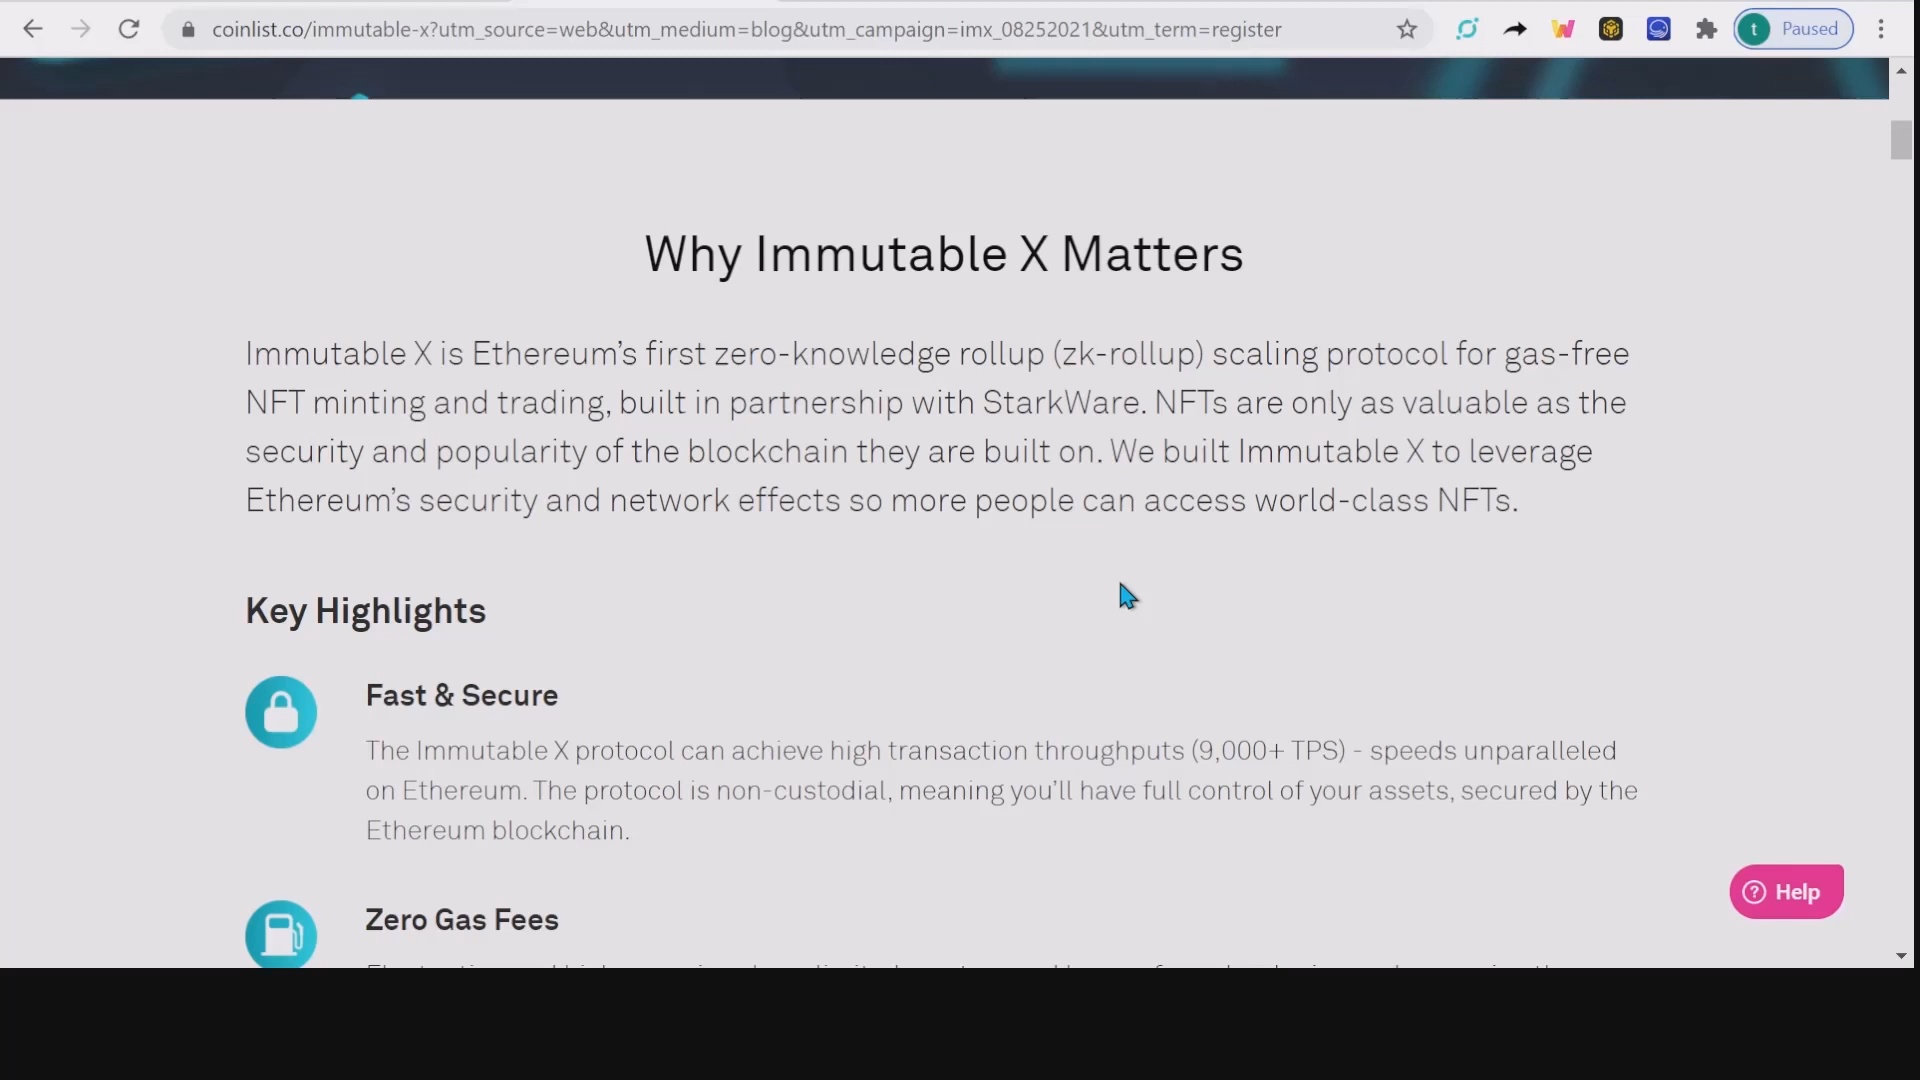 coinlist.co/immutable-x?utm_source=web&utm_medium=blog&utm_campaign=imx_08252021&utm_term=register
t Paused
Why Immutable X Matters
Immutable X is Ethereum’s first zero-knowledge rollup (zk-rollup) scaling protocol for gas-free
NFT minting and trading, built in partnership with StarkWare. NFTs are only as valuable as the
security and popularity of the blockchain they are built on. We built Immutable X to leverage
Ethereum’s security and network effects so more people can access world-class NFTs.
Key Highlights
Fast & Secure
The Immutable X protocol can achieve high transaction throughputs (9,000+ TPS) - speeds unparalleled
on Ethereum. The protocol is non-custodial, meaning you’ll have full control of your assets, secured by the
Ethereum blockchain.
? Help
Zero Gas Fees